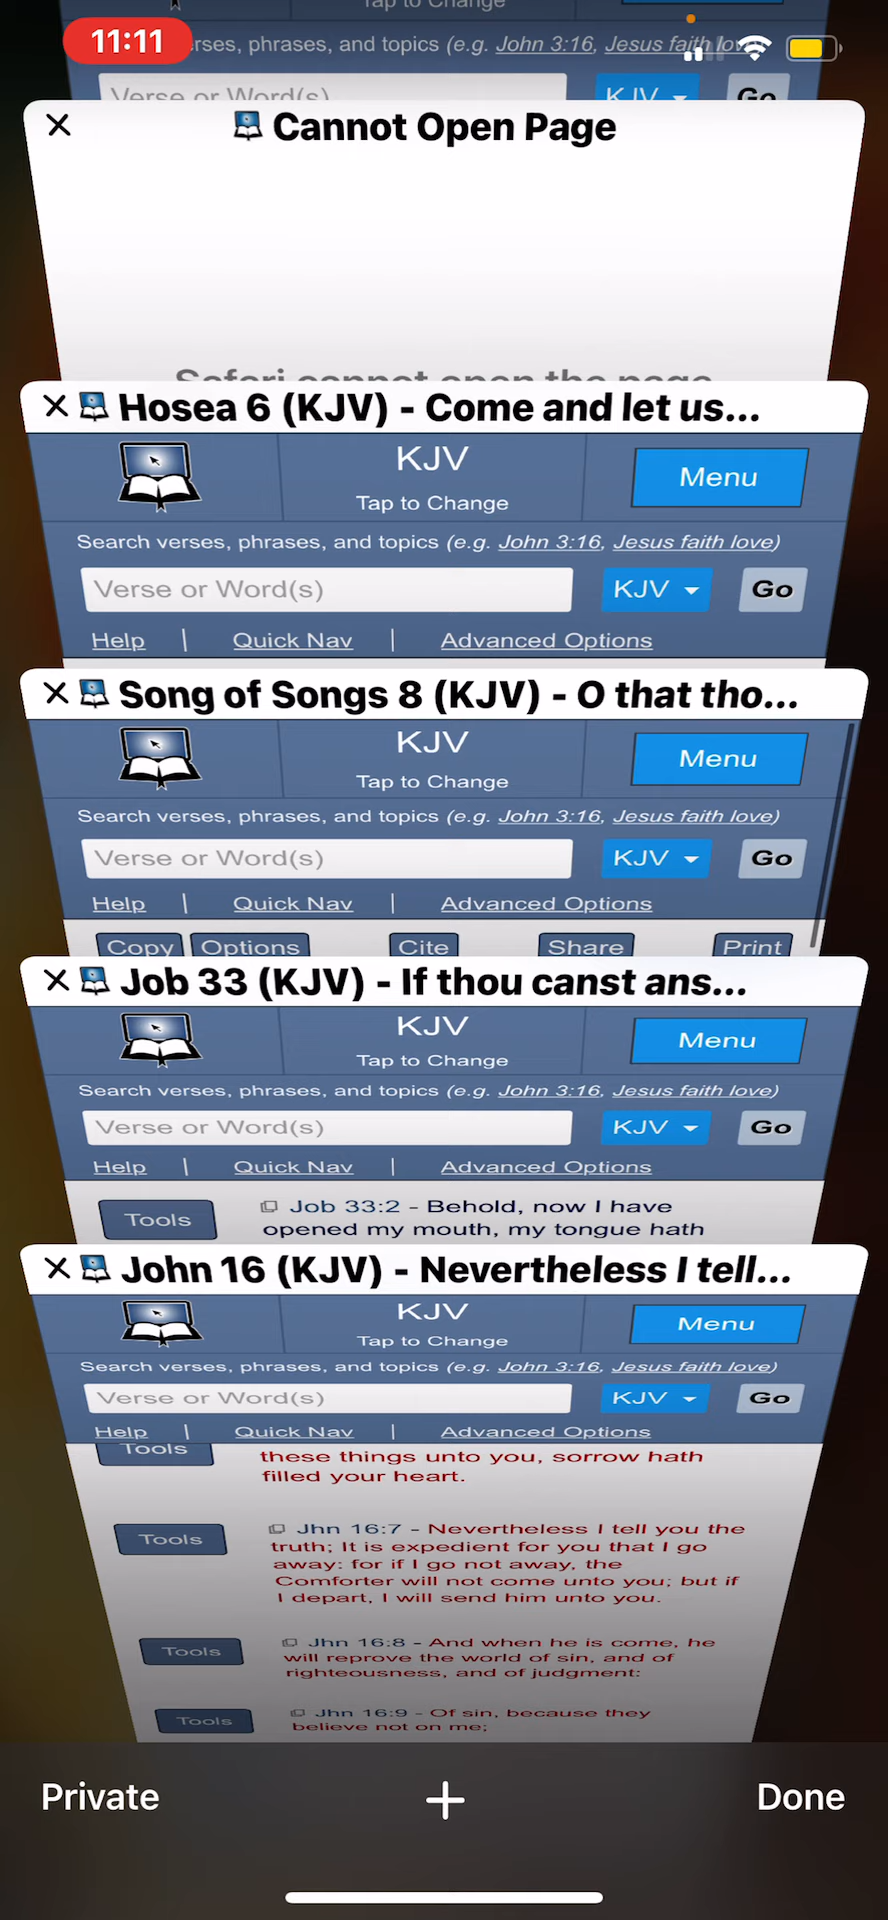 Tap to Change
11:11
rses, phrases, and topics (e.g. John 3:16, Jesus faith love)
Verse or Word(s) KJV Go
Cannot Open Page
Safari cannot open the page
Hosea 6 (KJV) - Come and let us...
KJV
Tap to Change
Menu
Search verses, phrases, and topics (e.g. John 3:16, Jesus faith love)
Verse or Word(s) KJV Go
Help | Quick Nav | Advanced Options
Song of Songs 8 (KJV) - O that tho...
KJV
Tap to Change
Menu
Search verses, phrases, and topics (e.g. John 3:16, Jesus faith love)
Verse or Word(s) KJV Go
Help | Quick Nav | Advanced Options
Copy Options Cite Share Print
Job 33 (KJV) - If thou canst ans...
KJV
Tap to Change
Menu
Search verses, phrases, and topics (e.g. John 3:16, Jesus faith love)
Verse or Word(s) KJV Go
Help | Quick Nav | Advanced Options
Tools
Job 33:2 - Behold, now I have
opened my mouth, my tongue hath
John 16 (KJV) - Nevertheless I tell...
KJV
Tap to Change
Menu
Search verses, phrases, and topics (e.g. John 3:16, Jesus faith love)
Verse or Word(s) KJV Go
Help | Quick Nav | Advanced Options
Tools
these things unto you, sorrow hath
filled your heart.
Tools
Jhn 16:7 - Nevertheless I tell you the
truth; It is expedient for you that I go
away: for if I go not away, the
Comforter will not come unto you; but if
I depart, I will send him unto you.
Tools
Jhn 16:8 - And when he is come, he
will reprove the world of sin, and of
righteousness, and of judgment:
Tools
Jhn 16:9 - Of sin, because they
believe not on me;
Private + Done